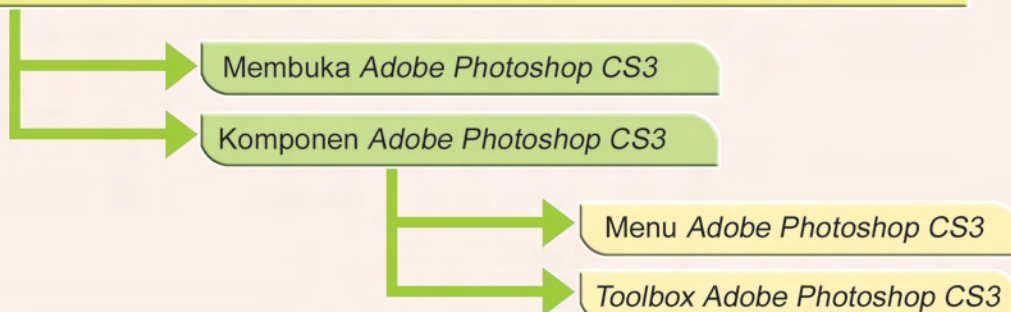 Membuka Adobe Photoshop CS3
Komponen Adobe Photoshop CS3
Menu Adobe Photoshop CS3
Toolbox Adobe Photoshop CS3